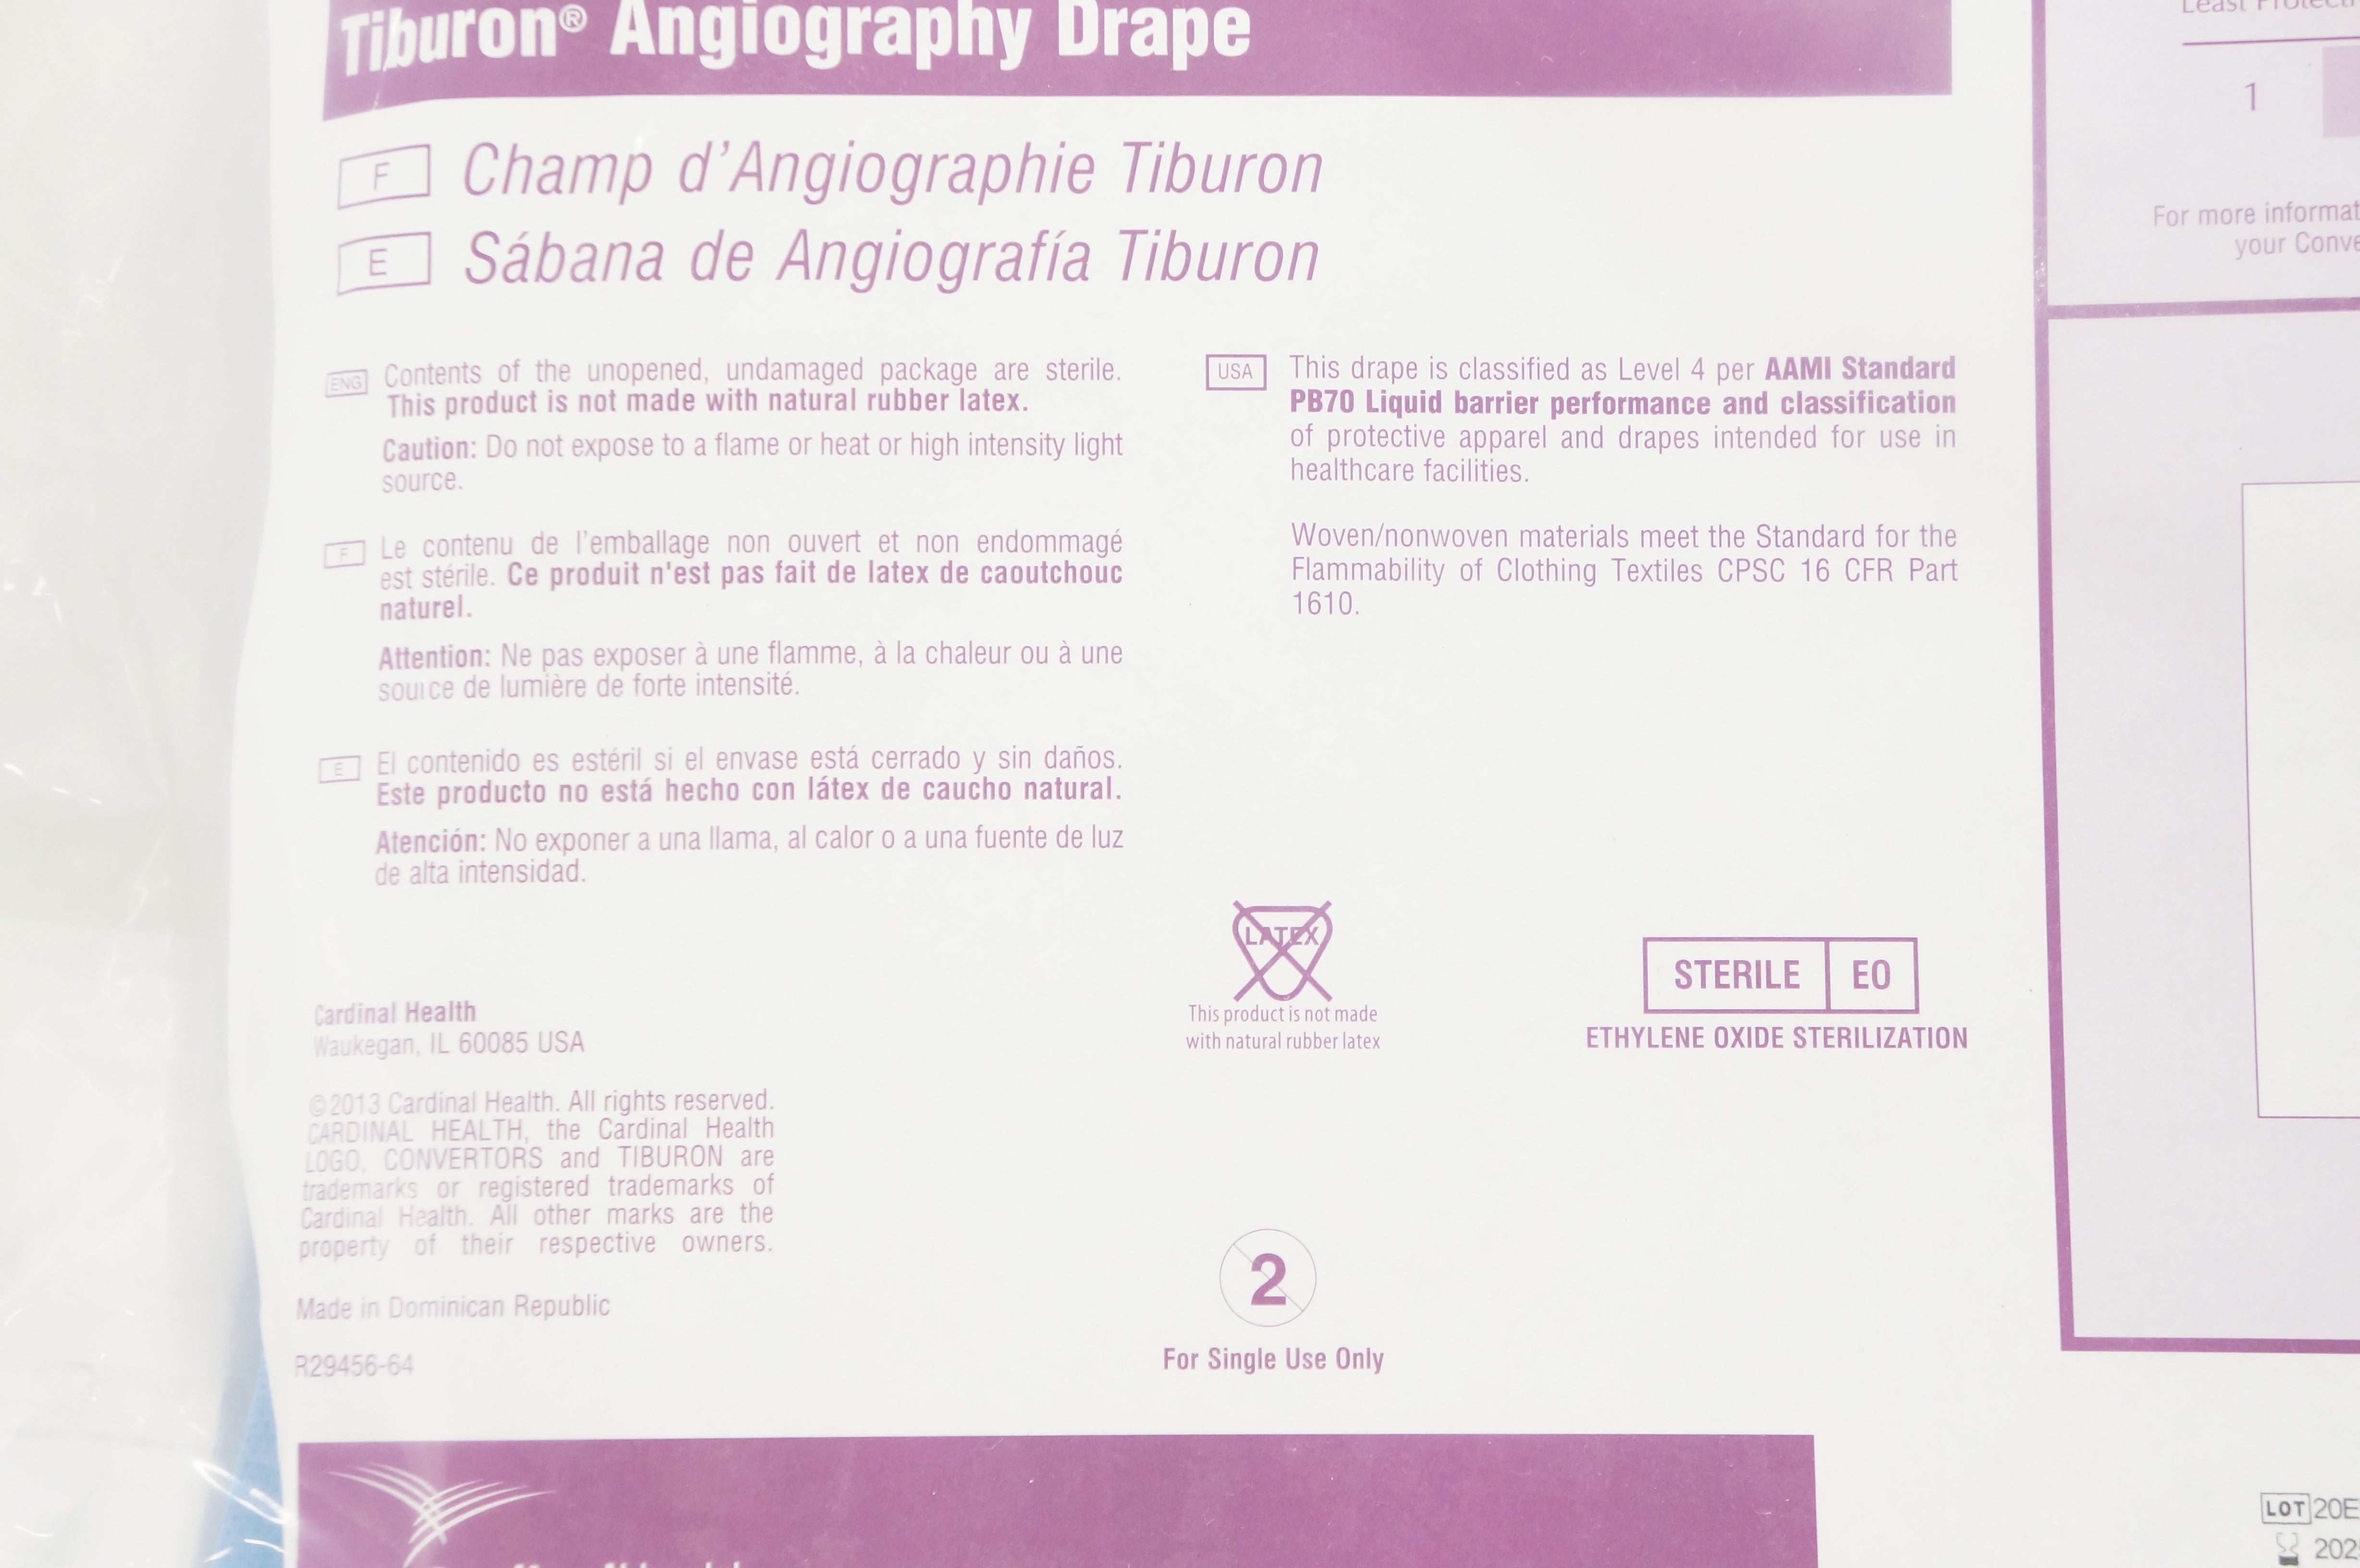 Tiburon® Angiography Drape
F Champ d'Angiographie Tiburon
E Sábana de Angiografía Tiburon
ENG Contents of the unopened, undamaged package are sterile.
This product is not made with natural rubber latex.
Caution: Do not expose to a flame or heat or high intensity light
source.
F Le contenu de l'emballage non ouvert et non endommagé
est stérile. Ce produit n'est pas fait de latex de caoutchouc
naturel.
Attention: Ne pas exposer à une flamme, à la chaleur ou à une
source de lumière de forte intensité.
E El contenido es estéril si el envase está cerrado y sin daños.
Este producto no está hecho con látex de caucho natural.
Atención: No exponer a una llama, al calor o a una fuente de luz
de alta intensidad.
Cardinal Health
Waukegan, IL 60085 USA
©2013 Cardinal Health. All rights reserved.
CARDINAL HEALTH, the Cardinal Health
LOGO, CONVERTORS and TIBURON are
trademarks or registered trademarks of
Cardinal Health. All other marks are the
property of their respective owners.
Made in Dominican Republic
R29456-64
USA This drape is classified as Level 4 per AAMI Standard
PB70 Liquid barrier performance and classification
of protective apparel and drapes intended for use in
healthcare facilities.
Woven/nonwoven materials meet the Standard for the
Flammability of Clothing Textiles CPSC 16 CFR Part
1610.
LATEX
This product is not made
with natural rubber latex
STERILE EO
ETHYLENE OXIDE STERILIZATION
2
For Single Use Only
Least
1
For more
your
LOT 20E
202